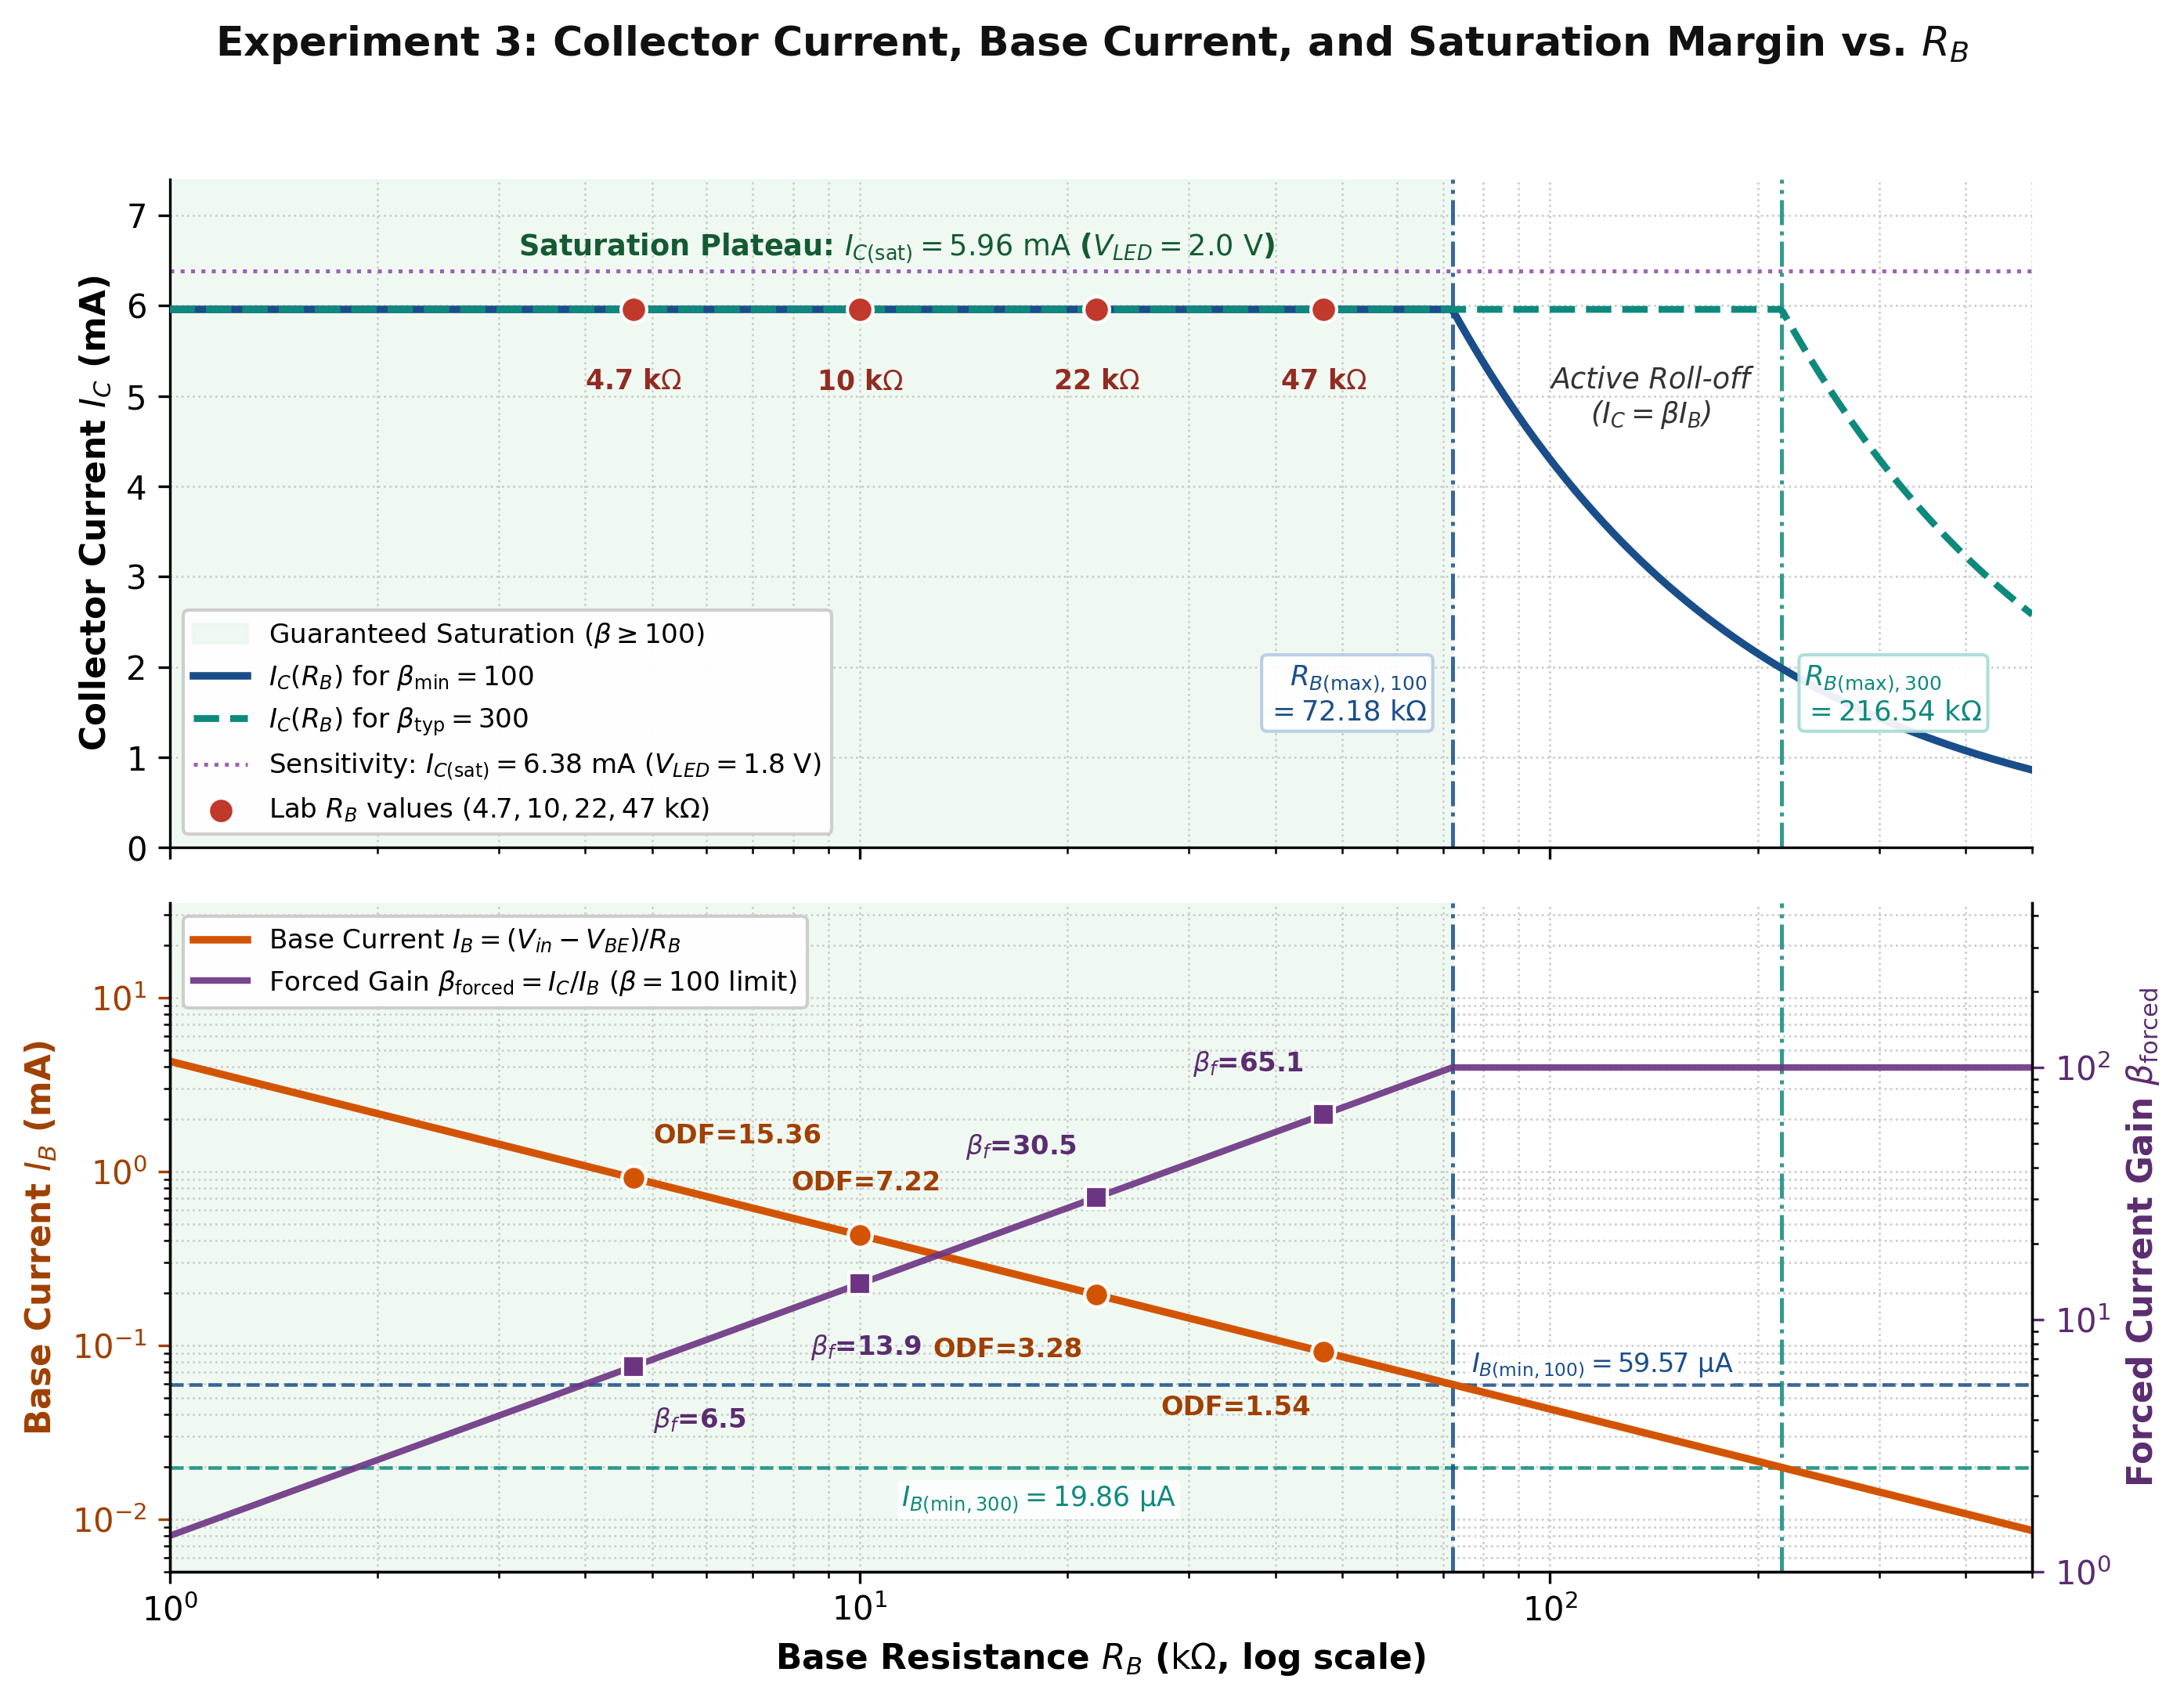 Experiment 3: Collector Current, Base Current, and Saturation Margin vs. R_B
Collector Current I_C (mA)
7
6
5
4
3
2
1
0
Saturation Plateau: I_C(sat) = 5.96 mA (V_LED = 2.0 V)
4.7 kΩ
10 kΩ
22 kΩ
47 kΩ
Active Roll-off
(I_C = βI_B)
R_B(max), 100
= 72.18 kΩ
R_B(max), 300
= 216.54 kΩ
Guaranteed Saturation (β ≥ 100)
I_C(R_B) for β_min = 100
I_C(R_B) for β_typ = 300
Sensitivity: I_C(sat) = 6.38 mA (V_LED = 1.8 V)
Lab R_B values (4.7, 10, 22, 47 kΩ)
Base Current I_B (mA)
10^1
10^0
10^-1
10^-2
Base Current I_B = (V_in − V_BE)/R_B
Forced Gain β_forced = I_C/I_B (β = 100 limit)
β_f=65.1
ODF=15.36
β_f=30.5
ODF=7.22
β_f=13.9
ODF=3.28
I_B(min, 100) = 59.57 µA
ODF=1.54
β_f=6.5
I_B(min, 300) = 19.86 µA
10^2
10^1
10^0
Forced Current Gain β_forced
10^0
10^1
10^2
Base Resistance R_B (kΩ, log scale)